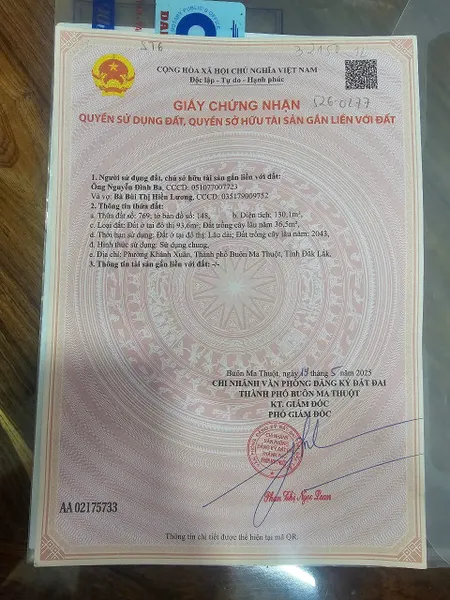 CỘNG HÒA XÃ HỘI CHỦ NGHĨA VIỆT NAM
Độc lập - Tự do - Hạnh phúc
GIẤY CHỨNG NHẬN
QUYỀN SỬ DỤNG ĐẤT, QUYỀN SỞ HỮU TÀI SẢN GẮN LIỀN VỚI ĐẤT
1. Người sử dụng đất, chủ sở hữu tài sản gắn liền với đất:
Ông Nguyễn Đình Ba, CCCD: 051077007723
Và vợ: Bà Bùi Thị Hiền Lương, CCCD: 035179009752
2. Thông tin thửa đất:
a. Thửa đất số: 769; tờ bản đồ số: 148, b. Diện tích: 130,1m².
c. Loại đất: Đất ở tại đô thị 93,6m²; Đất trồng cây lâu năm 36,5m².
d. Thời hạn sử dụng: Đất ở tại đô thị: Lâu dài; Đất trồng cây lâu năm: 2043,
đ. Hình thức sử dụng: Sử dụng chung,
e. Địa chỉ: Phường Khánh Xuân, Thành phố Buôn Ma Thuột, Tỉnh Đắk Lắk.
3. Thông tin tài sản gắn liền với đất: -/-
Buôn Ma Thuột, ngày 19 tháng 5 năm 2025
CHI NHÁNH VĂN PHÒNG ĐĂNG KÝ ĐẤT ĐAI
THÀNH PHỐ BUÔN MA THUỘT
KT. GIÁM ĐỐC
PHÓ GIÁM ĐỐC
Phạm Thị Ngọc Loan
AA 02175733
Thông tin chi tiết được thể hiện tại mã QR.